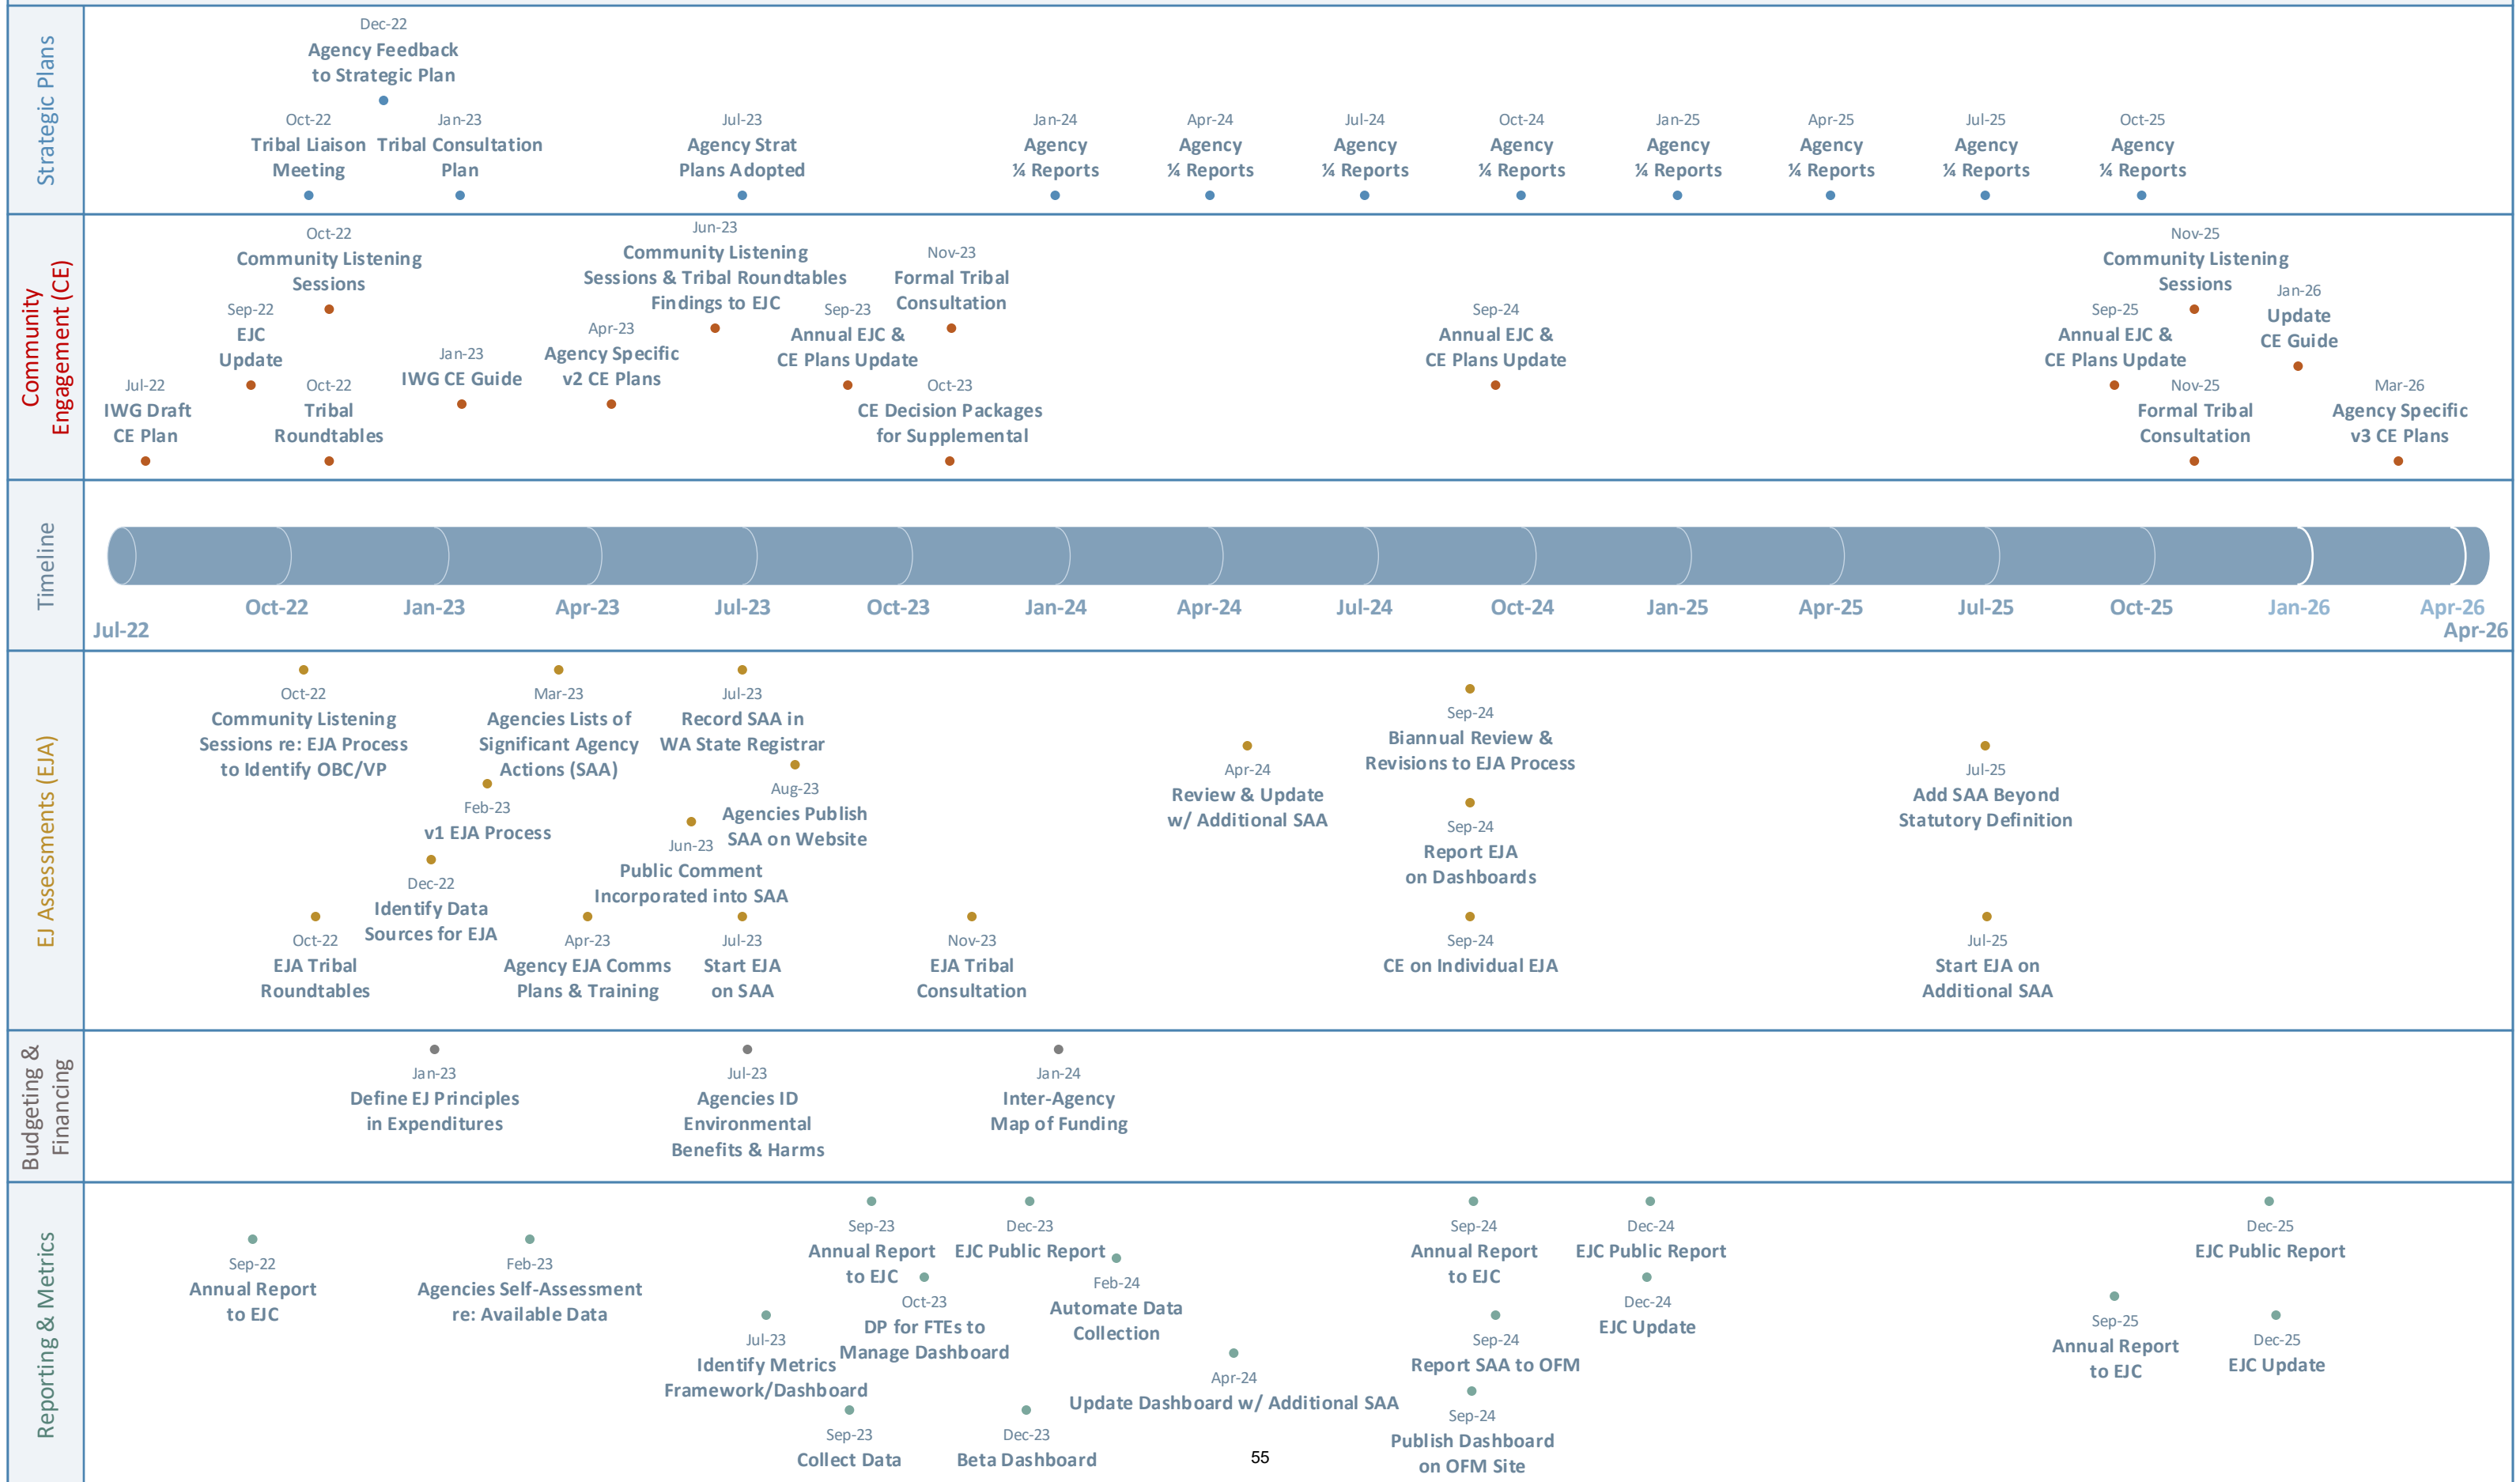 Strategic Plans
Dec-22
Agency Feedback
to Strategic Plan
Oct-22
Tribal Liaison
Meeting
Jan-23
Tribal Consultation
Plan
Jul-23
Agency Strat
Plans Adopted
Jan-24
Agency
¼ Reports
Apr-24
Agency
¼ Reports
Jul-24
Agency
¼ Reports
Oct-24
Agency
¼ Reports
Jan-25
Agency
¼ Reports
Apr-25
Agency
¼ Reports
Jul-25
Agency
¼ Reports
Oct-25
Agency
¼ Reports
Community
Engagement (CE)
Jul-22
IWG Draft
CE Plan
Sep-22
EJC
Update
Oct-22
Community Listening
Sessions
Oct-22
Tribal
Roundtables
Jan-23
IWG CE Guide
Apr-23
Agency Specific
v2 CE Plans
Jun-23
Community Listening
Sessions & Tribal Roundtables
Findings to EJC
Sep-23
Annual EJC &
CE Plans Update
Nov-23
Formal Tribal
Consultation
Oct-23
CE Decision Packages
for Supplemental
Sep-24
Annual EJC &
CE Plans Update
Sep-25
Annual EJC &
CE Plans Update
Nov-25
Community Listening
Sessions
Nov-25
Formal Tribal
Consultation
Jan-26
Update
CE Guide
Mar-26
Agency Specific
v3 CE Plans
Timeline
Jul-22
Oct-22
Jan-23
Apr-23
Jul-23
Oct-23
Jan-24
Apr-24
Jul-24
Oct-24
Jan-25
Apr-25
Jul-25
Oct-25
Jan-26
Apr-26
Apr-26
EJ Assessments (EJA)
Oct-22
Community Listening
Sessions re: EJA Process
to Identify OBC/VP
Mar-23
Agencies Lists of
Significant Agency
Actions (SAA)
Jul-23
Record SAA in
WA State Registrar
Feb-23
v1 EJA Process
Aug-23
Agencies Publish
SAA on Website
Jun-23
Public Comment
Incorporated into SAA
Dec-22
Identify Data
Sources for EJA
Oct-22
EJA Tribal
Roundtables
Apr-23
Agency EJA Comms
Plans & Training
Jul-23
Start EJA
on SAA
Nov-23
EJA Tribal
Consultation
Apr-24
Review & Update
w/ Additional SAA
Sep-24
Biannual Review &
Revisions to EJA Process
Sep-24
Report EJA
on Dashboards
Sep-24
CE on Individual EJA
Jul-25
Add SAA Beyond
Statutory Definition
Jul-25
Start EJA on
Additional SAA
Budgeting &
Financing
Jan-23
Define EJ Principles
in Expenditures
Jul-23
Agencies ID
Environmental
Benefits & Harms
Jan-24
Inter-Agency
Map of Funding
Reporting & Metrics
Sep-22
Annual Report
to EJC
Feb-23
Agencies Self-Assessment
re: Available Data
Sep-23
Annual Report
to EJC
Dec-23
EJC Public Report
Oct-23
DP for FTEs to
Manage Dashboard
Feb-24
Automate Data
Collection
Jul-23
Identify Metrics
Framework/Dashboard
Apr-24
Update Dashboard w/ Additional SAA
Sep-23
Collect Data
Dec-23
Beta Dashboard
Sep-24
Annual Report
to EJC
Dec-24
EJC Public Report
Dec-24
EJC Update
Sep-24
Report SAA to OFM
Sep-24
Publish Dashboard
on OFM Site
Dec-25
EJC Public Report
Sep-25
Annual Report
to EJC
Dec-25
EJC Update
55